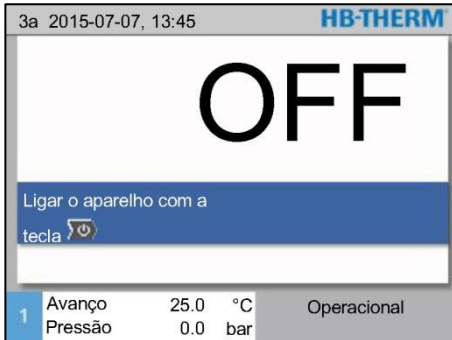 3a 2015-07-07, 13:45 HB-THERM
OFF
Ligar o aparelho com a
tecla
1 Avanço 25.0 °C Operacional
Pressão 0.0 bar